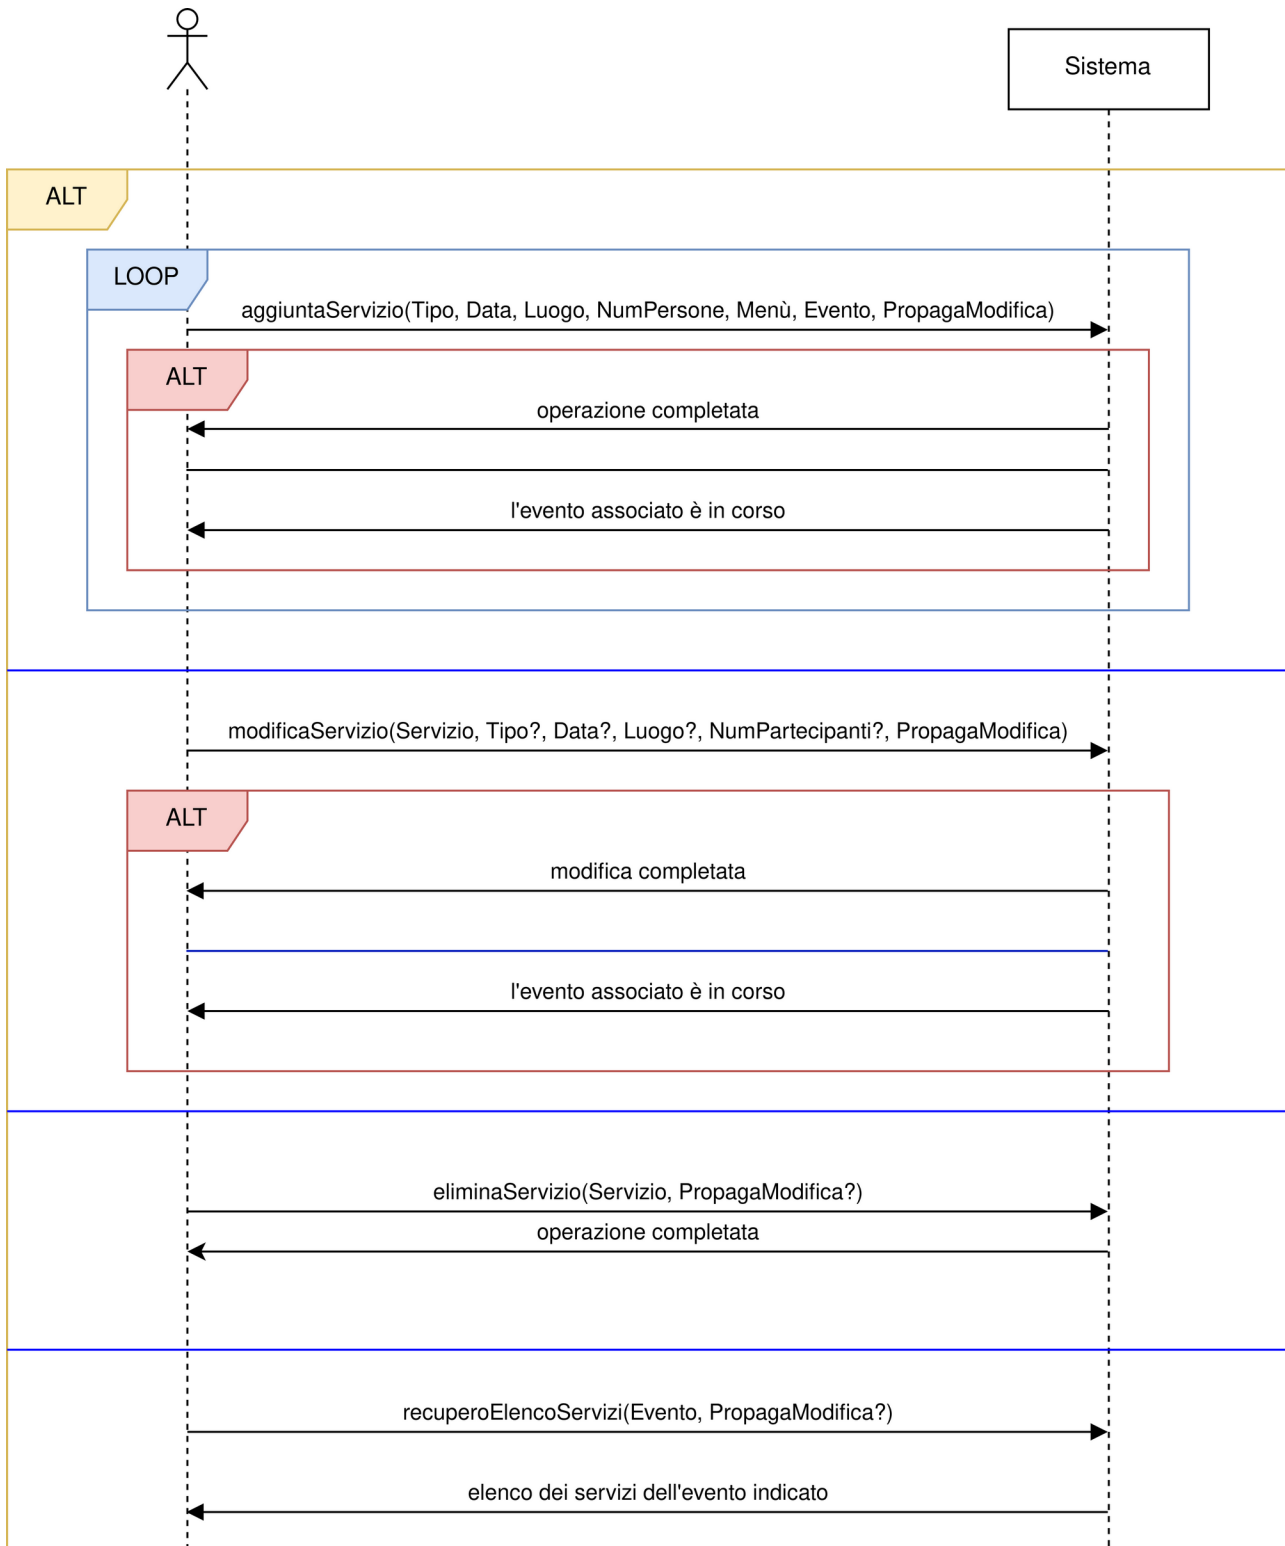 Sistema
ALT
LOOP
aggiuntaServizio(Tipo, Data, Luogo, NumPersone, Menù, Evento, PropagaModifica)
ALT
operazione completata
l'evento associato è in corso
modificaServizio(Servizio, Tipo?, Data?, Luogo?, NumPartecipanti?, PropagaModifica)
ALT
modifica completata
l'evento associato è in corso
eliminaServizio(Servizio, PropagaModifica?)
operazione completata
recuperoElencoServizi(Evento, PropagaModifica?)
elenco dei servizi dell'evento indicato